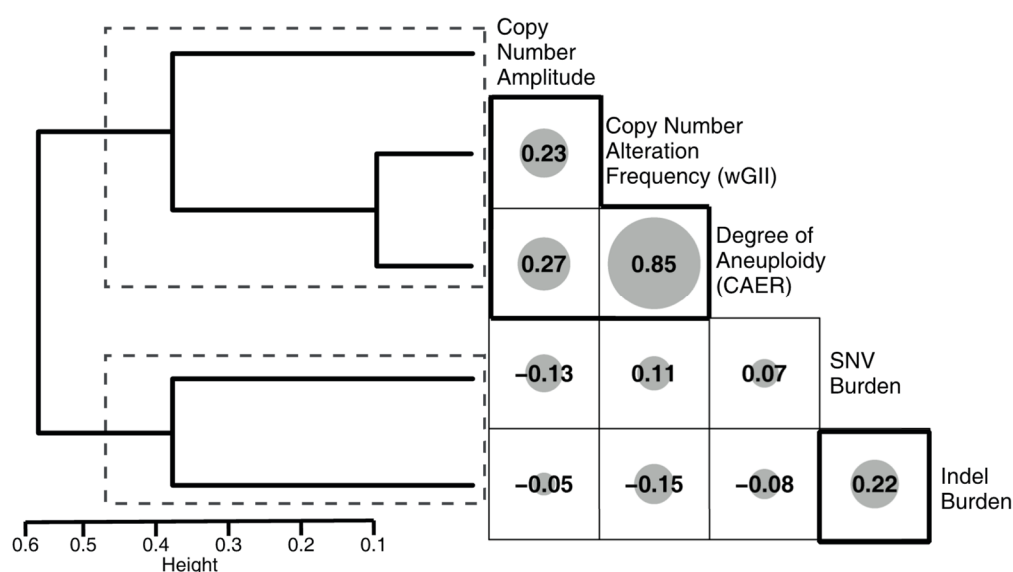 Copy
Number
Amplitude
0.23
Copy Number
Alteration
Frequency (wGII)
0.27
0.85
Degree of
Aneuploidy
(CAER)
−0.13
0.11
0.07
SNV
Burden
−0.05
−0.15
−0.08
0.22
Indel
Burden
0.6 0.5 0.4 0.3 0.2 0.1
Height